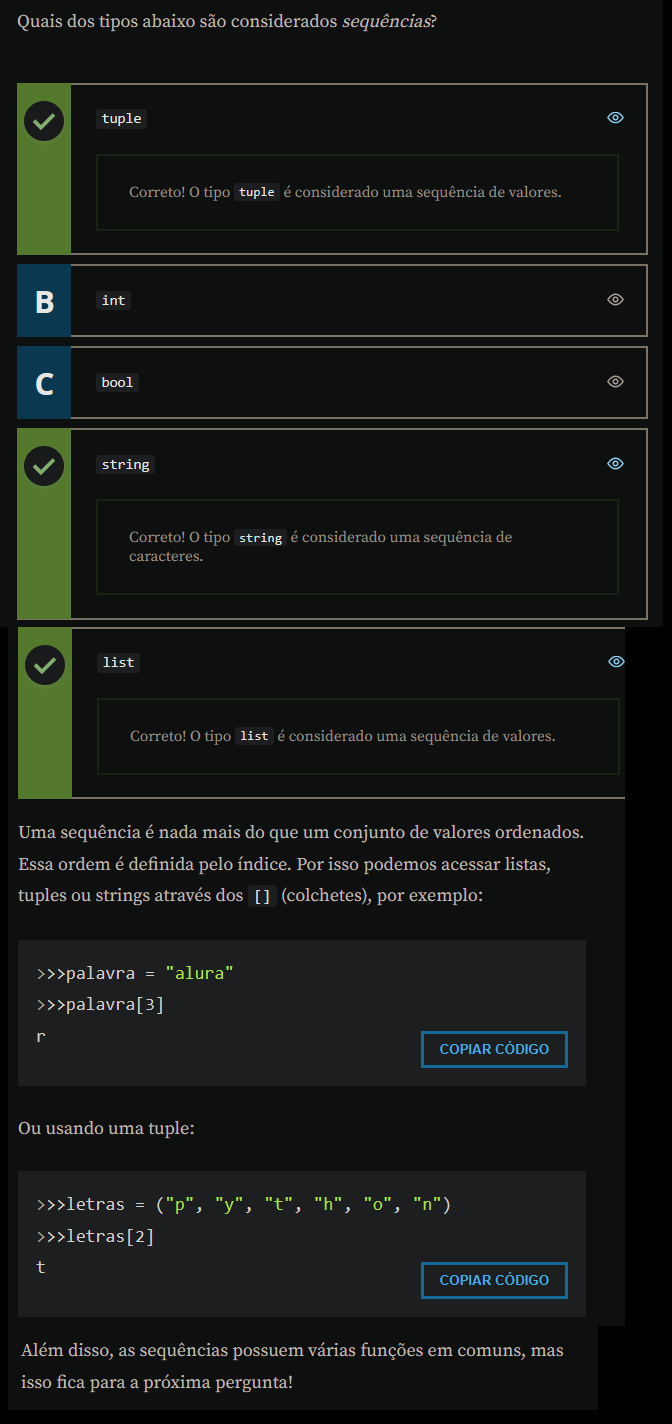 Quais dos tipos abaixo são considerados sequências?
tuple
Correto! O tipo tuple é considerado uma sequência de valores.
B
int
C
bool
string
Correto! O tipo string é considerado uma sequência de
caracteres.
list
Correto! O tipo list é considerado uma sequência de valores.
Uma sequência é nada mais do que um conjunto de valores ordenados.
Essa ordem é definida pelo índice. Por isso podemos acessar listas,
tuples ou strings através dos [] (colchetes), por exemplo:
>>>palavra = "alura"
>>>palavra[3]
r
COPIAR CÓDIGO
Ou usando uma tuple:
>>>letras = ("p", "y", "t", "h", "o", "n")
>>>letras[2]
t
COPIAR CÓDIGO
Além disso, as sequências possuem várias funções em comuns, mas
isso fica para a próxima pergunta!